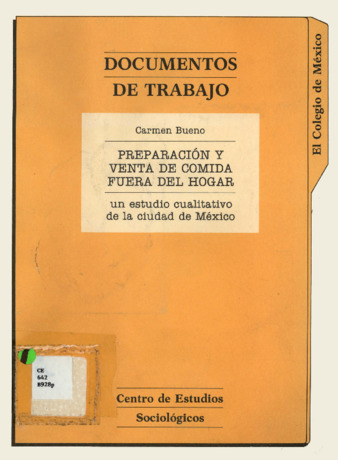 DOCUMENTOS
DE TRABAJO
El Colegio de México
Carmen Bueno
PREPARACIÓN Y
VENTA DE COMIDA
FUERA DEL HOGAR
un estudio cualitativo
de la ciudad de México
CE
642
B928p
Centro de Estudios
Sociológicos